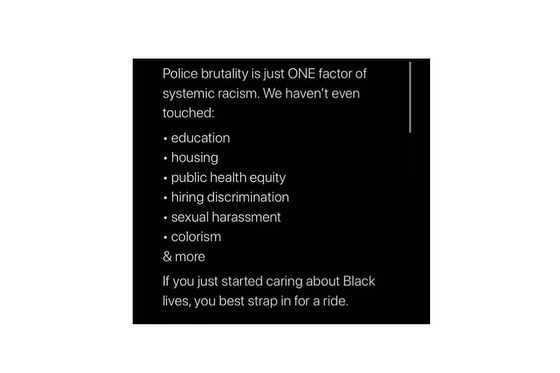 Police brutality is just ONE factor of
systemic racism. We haven’t even
touched:
• education
• housing
• public health equity
• hiring discrimination
• sexual harassment
• colorism
& more
If you just started caring about Black
lives, you best strap in for a ride.